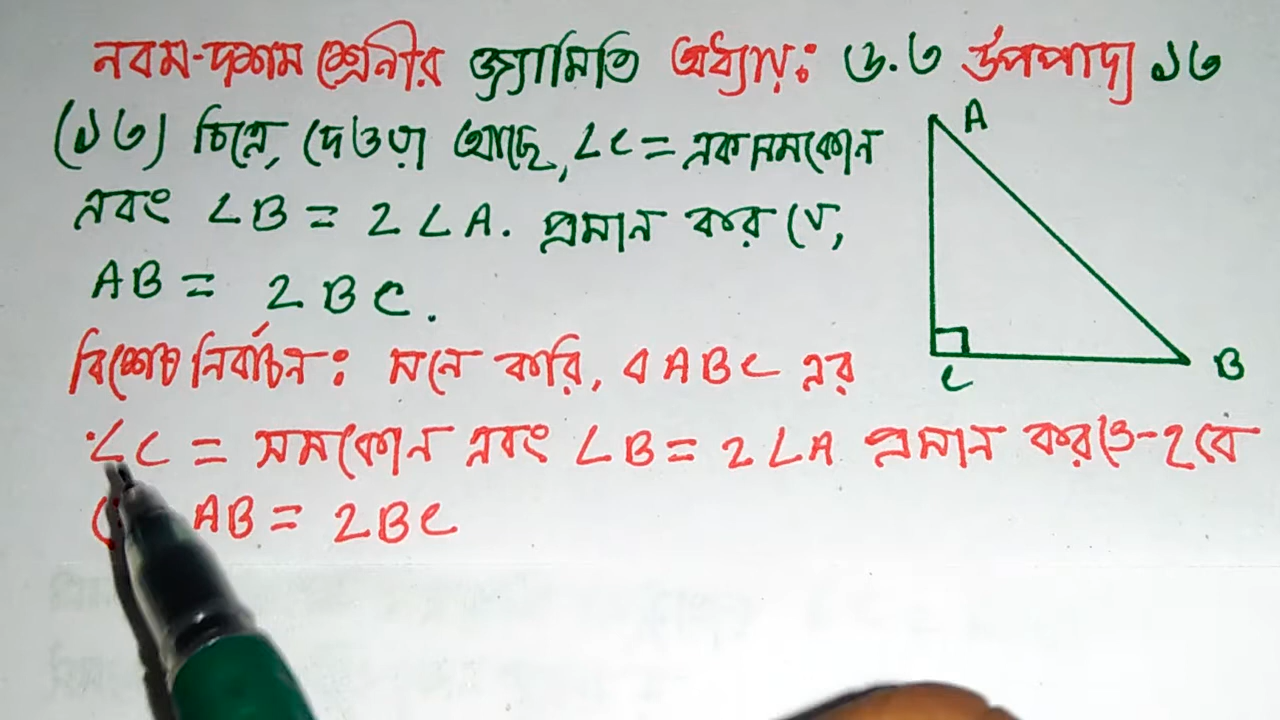 নবম-দশম শ্রেনীর জ্যামিতি অধ্যায়: ৬.৩ উপপাদ্য ১৩
(১৩) চিত্রে, দেওয়া আছে, ∠C = এক সমকোন
এবং ∠B = 2∠A. প্রমান কর যে,
AB = 2BC.
বিশেষ নির্বাচন: মনে করি, △ABC এর
∠C = সমকোন এবং ∠B = 2∠A প্রমান করতে-হবে
AB = 2BC
A
B
C